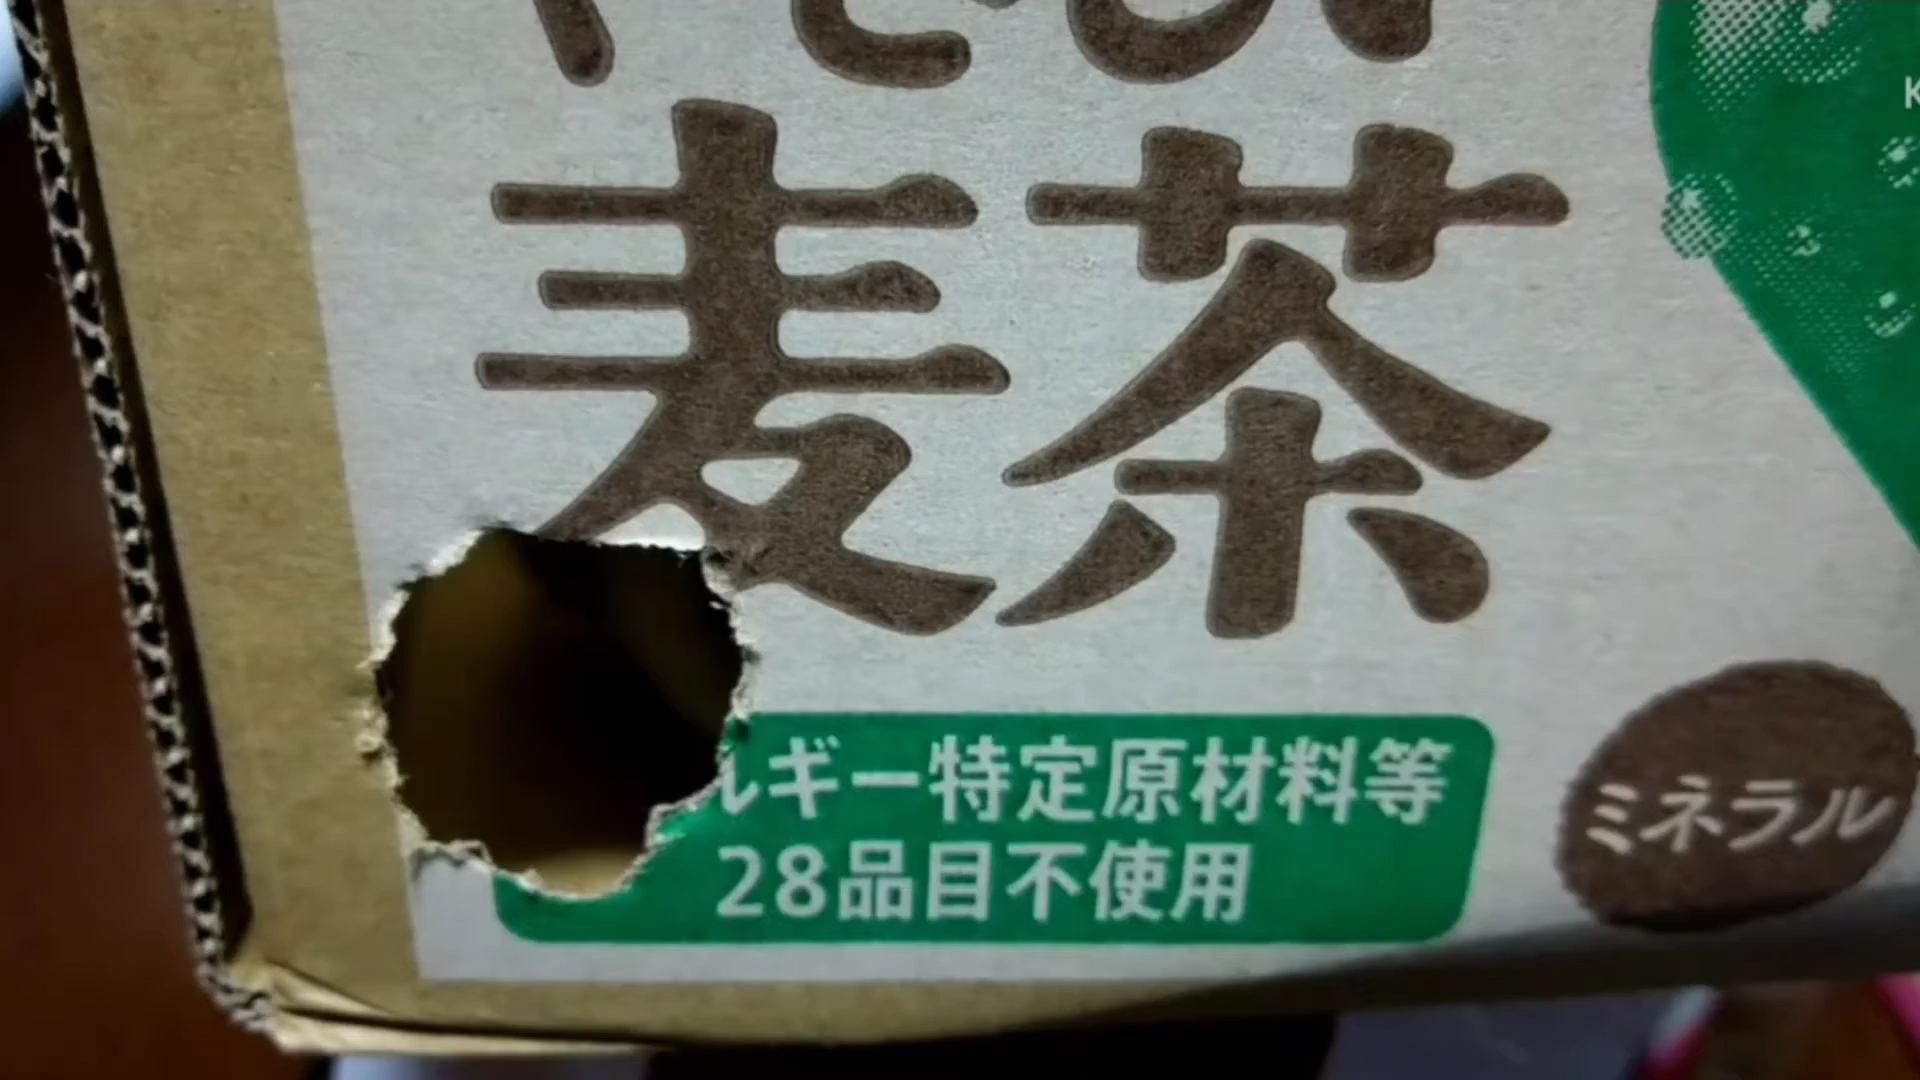 麦茶
ルギー特定原材料等
28品目不使用
ミネラル